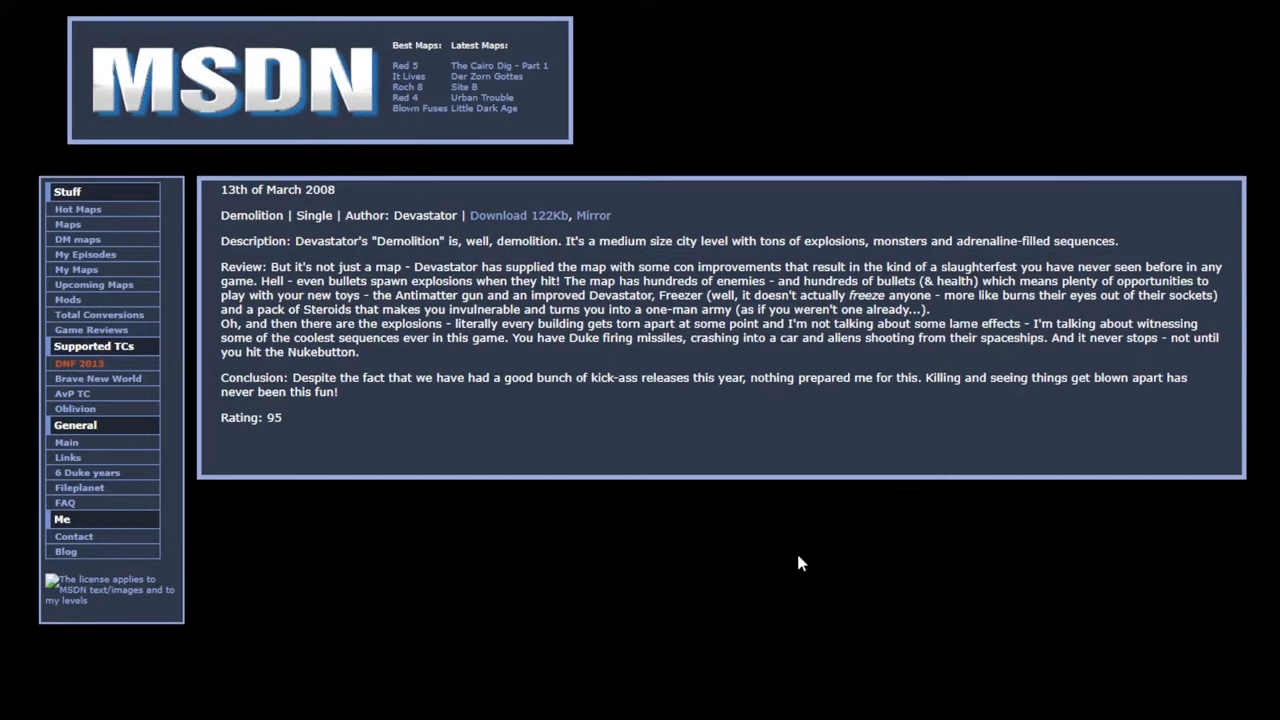 MSDN
Best Maps: Latest Maps:
Red 5 The Cairo Dig - Part 1
It Lives Der Zorn Gottes
Roch 8 Site B
Red 4 Urban Trouble
Blown Fuses Little Dark Age
Stuff
Hot Maps
Maps
DM maps
My Episodes
My Maps
Upcoming Maps
Mods
Total Conversions
Game Reviews
Supported TCs
DNF 2013
Brave New World
AvP TC
Oblivion
General
Main
Links
6 Duke years
Fileplanet
FAQ
Me
Contact
Blog
The license applies to
MSDN text/images and to
my levels
13th of March 2008
Demolition | Single | Author: Devastator | Download 122Kb, Mirror
Description: Devastator's "Demolition" is, well, demolition. It's a medium size city level with tons of explosions, monsters and adrenaline-filled sequences.
Review: But it's not just a map - Devastator has supplied the map with some con improvements that result in the kind of a slaughterfest you have never seen before in any
game. Hell - even bullets spawn explosions when they hit! The map has hundreds of enemies - and hundreds of bullets (& health) which means plenty of opportunities to
play with your new toys - the Antimatter gun and an improved Devastator, Freezer (well, it doesn't actually freeze anyone - more like burns their eyes out of their sockets)
and a pack of Steroids that makes you invulnerable and turns you into a one-man army (as if you weren't one already...).
Oh, and then there are the explosions - literally every building gets torn apart at some point and I'm not talking about some lame effects - I'm talking about witnessing
some of the coolest sequences ever in this game. You have Duke firing missiles, crashing into a car and aliens shooting from their spaceships. And it never stops - not until
you hit the Nukebutton.
Conclusion: Despite the fact that we have had a good bunch of kick-ass releases this year, nothing prepared me for this. Killing and seeing things get blown apart has
never been this fun!
Rating: 95